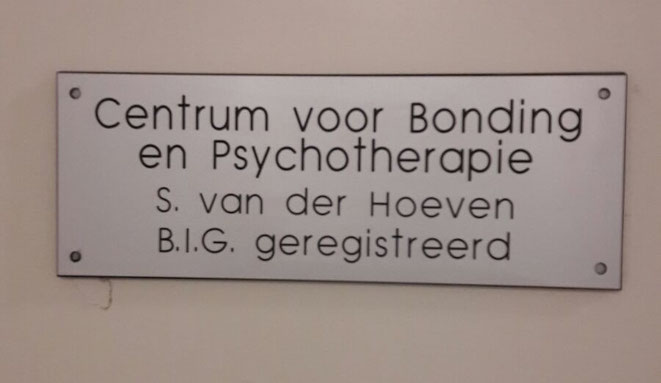 Centrum voor Bonding
en Psychotherapie
S. van der Hoeven
B.I.G. geregistreerd